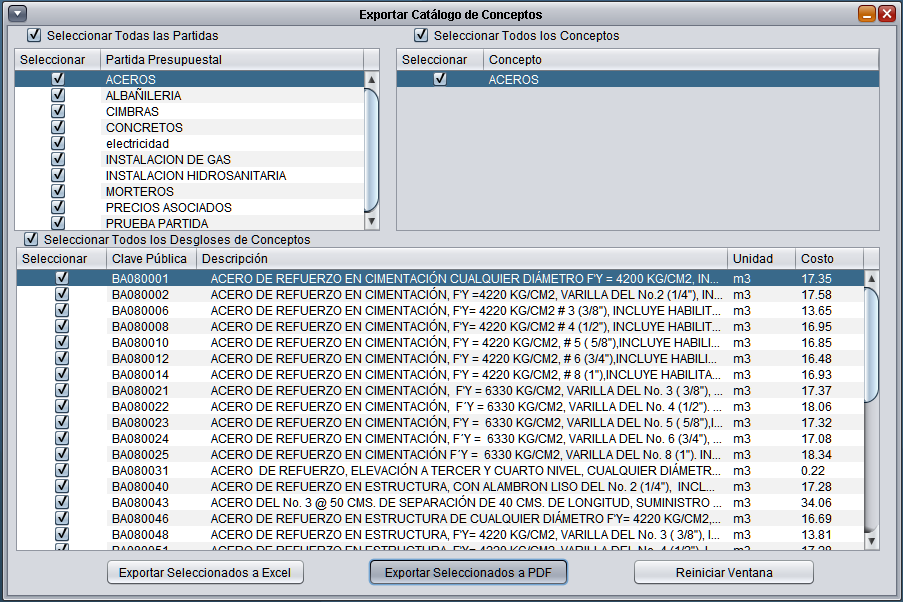 Exportar Catálogo de Conceptos
Seleccionar Todas las Partidas
Seleccionar Todos los Conceptos
Seleccionar Partida Presupuestal
ACEROS
ALBAÑILERIA
CIMBRAS
CONCRETOS
electricidad
INSTALACION DE GAS
INSTALACION HIDROSANITARIA
MORTEROS
PRECIOS ASOCIADOS
PRUEBA PARTIDA
Seleccionar Concepto
ACEROS
Seleccionar Todos los Desgloses de Conceptos
Seleccionar Clave Pública Descripción Unidad Costo
BA080001 ACERO DE REFUERZO EN CIMENTACIÓN CUALQUIER DIÁMETRO F'Y = 4200 KG/CM2, IN... m3 17.35
BA080002 ACERO DE REFUERZO EN CIMENTACIÓN, F'Y =4220 KG/CM2, VARILLA DEL No.2 (1/4"), IN... m3 17.58
BA080006 ACERO DE REFUERZO EN CIMENTACIÓN, F'Y= 4220 KG/CM2 # 3 (3/8"), INCLUYE HABILIT... m3 13.65
BA080008 ACERO DE REFUERZO EN CIMENTACIÓN, F'Y= 4220 KG/CM2 # 4 (1/2"), INCLUYE HABILIT... m3 16.95
BA080010 ACERO DE REFUERZO EN CIMENTACIÓN, F'Y = 4220 KG/CM2, # 5 ( 5/8"),INCLUYE HABILI... m3 16.85
BA080012 ACERO DE REFUERZO EN CIMENTACIÓN, F'Y = 4220 KG/CM2, # 6 (3/4"),INCLUYE HABILI... m3 16.48
BA080014 ACERO DE REFUERZO EN CIMENTACIÓN, F'Y = 4220 KG/CM2, # 8 (1"),INCLUYE HABILITA... m3 16.93
BA080021 ACERO DE REFUERZO EN CIMENTACIÓN, F'Y = 6330 KG/CM2, VARILLA DEL No. 3 ( 3/8"), ... m3 17.37
BA080022 ACERO DE REFUERZO EN CIMENTACIÓN, F´Y = 6330 KG/CM2, VARILLA DEL No. 4 (1/2"). ... m3 18.06
BA080023 ACERO DE REFUERZO EN CIMENTACIÓN, F´Y = 6330 KG/CM2, VARILLA DEL No. 5 ( 5/8"),I... m3 17.32
BA080024 ACERO DE REFUERZO EN CIMENTACIÓN, F´Y = 6330 KG/CM2, VARILLA DEL No. 6 (3/4"), ... m3 17.08
BA080025 ACERO DE REFUERZO EN CIMENTACIÓN F´Y = 6330 KG/CM2, VARILLA DEL No. 8 (1"). IN... m3 18.34
BA080031 ACERO DE REFUERZO, ELEVACIÓN A TERCER Y CUARTO NIVEL, CUALQUIER DIÁMETR... m3 0.22
BA080040 ACERO DE REFUERZO EN ESTRUCTURA, CON ALAMBRON LISO DEL No. 2 (1/4"), INCL... m3 17.28
BA080043 ACERO DEL No. 3 @ 50 CMS. DE SEPARACIÓN DE 40 CMS. DE LONGITUD, SUMINISTRO ... m3 34.06
BA080046 ACERO DE REFUERZO EN ESTRUCTURA DE CUALQUIER DIÁMETRO F'Y= 4220 KG/CM2,... m3 16.69
BA080048 ACERO DE REFUERZO EN ESTRUCTURA, F'Y= 4220 KG/CM2, VARILLA DEL No. 3 ( 3/8"), I... m3 13.81
BA080051 ACERO DE REFUERZO EN ESTRUCTURA, F'Y= 4220 KG/CM2, VARILLA DEL No. 4 (1/2"), I... m3 17.28
Exportar Seleccionados a Excel
Exportar Seleccionados a PDF
Reiniciar Ventana